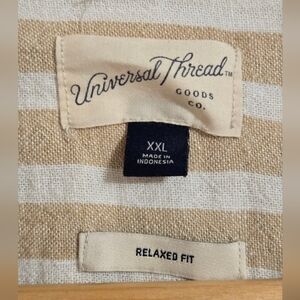 Universal Thread™
GOODS
CO.
XXL
MADE IN
INDONESIA
RELAXED FIT